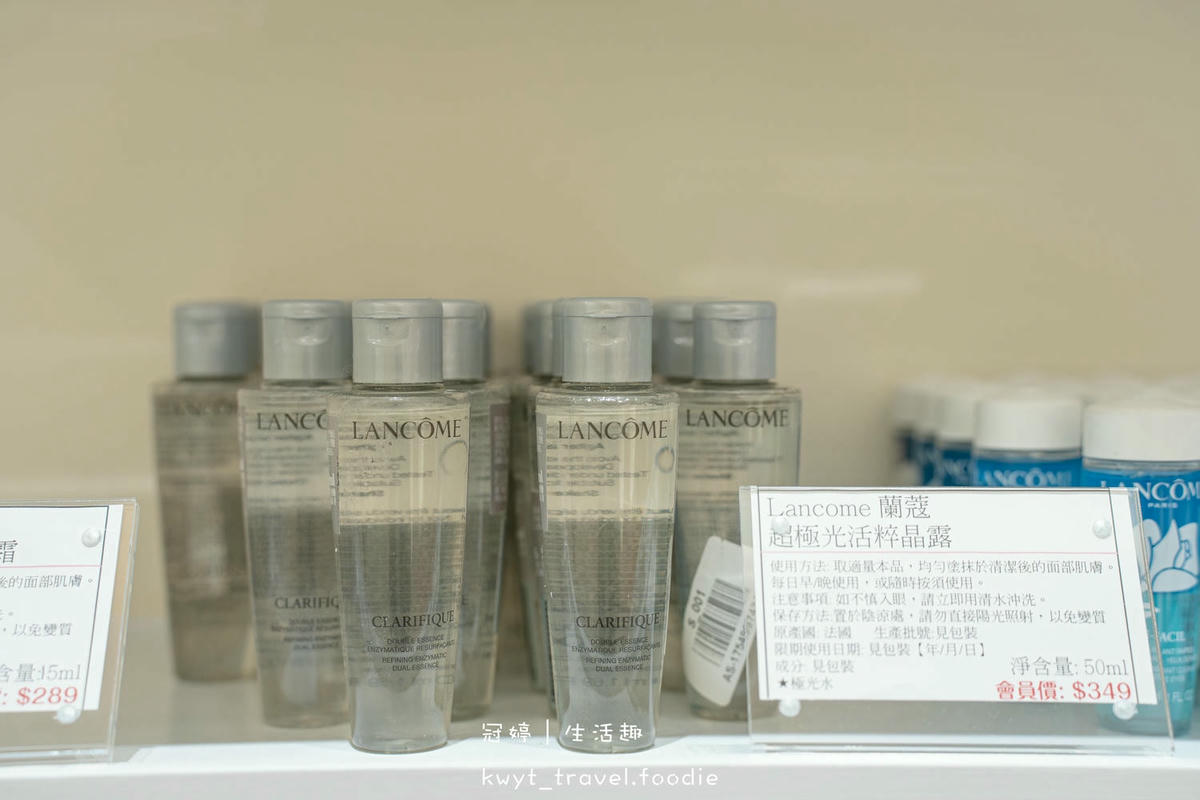 LANCÔME
CLARIFIQUE
DOUBLE ESSENCE
ENZYMATIQUE RESURFAÇANTE
REFINING ENZYMATIC
DUAL ESSENCE
LANCÔME
CLARIFIQUE
DOUBLE ESSENCE
ENZYMATIQUE RESURFAÇANTE
REFINING ENZYMATIC
DUAL ESSENCE
LANCÔME
LANCÔM
PARIS
霜
後的面部肌膚。
，以免變質
含量:15ml
: $289
S 001
Lancome 蘭蔻
超極光活粹晶露
使用方法: 取適量本品，均勻塗抹於清潔後的面部肌膚。
每日早/晚使用，或隨時按須使用。
注意事項: 如不慎入眼，請立即用清水沖洗。
保存方法:置於陰涼處，請勿直接陽光照射，以免變質
原產國: 法國 生產批號:見包裝
限期使用日期: 見包裝【年/月/日】
成分: 見包裝
★極光水
淨含量: 50ml
會員價: $349
冠婷｜生活趣
kwyt_travel.foodie